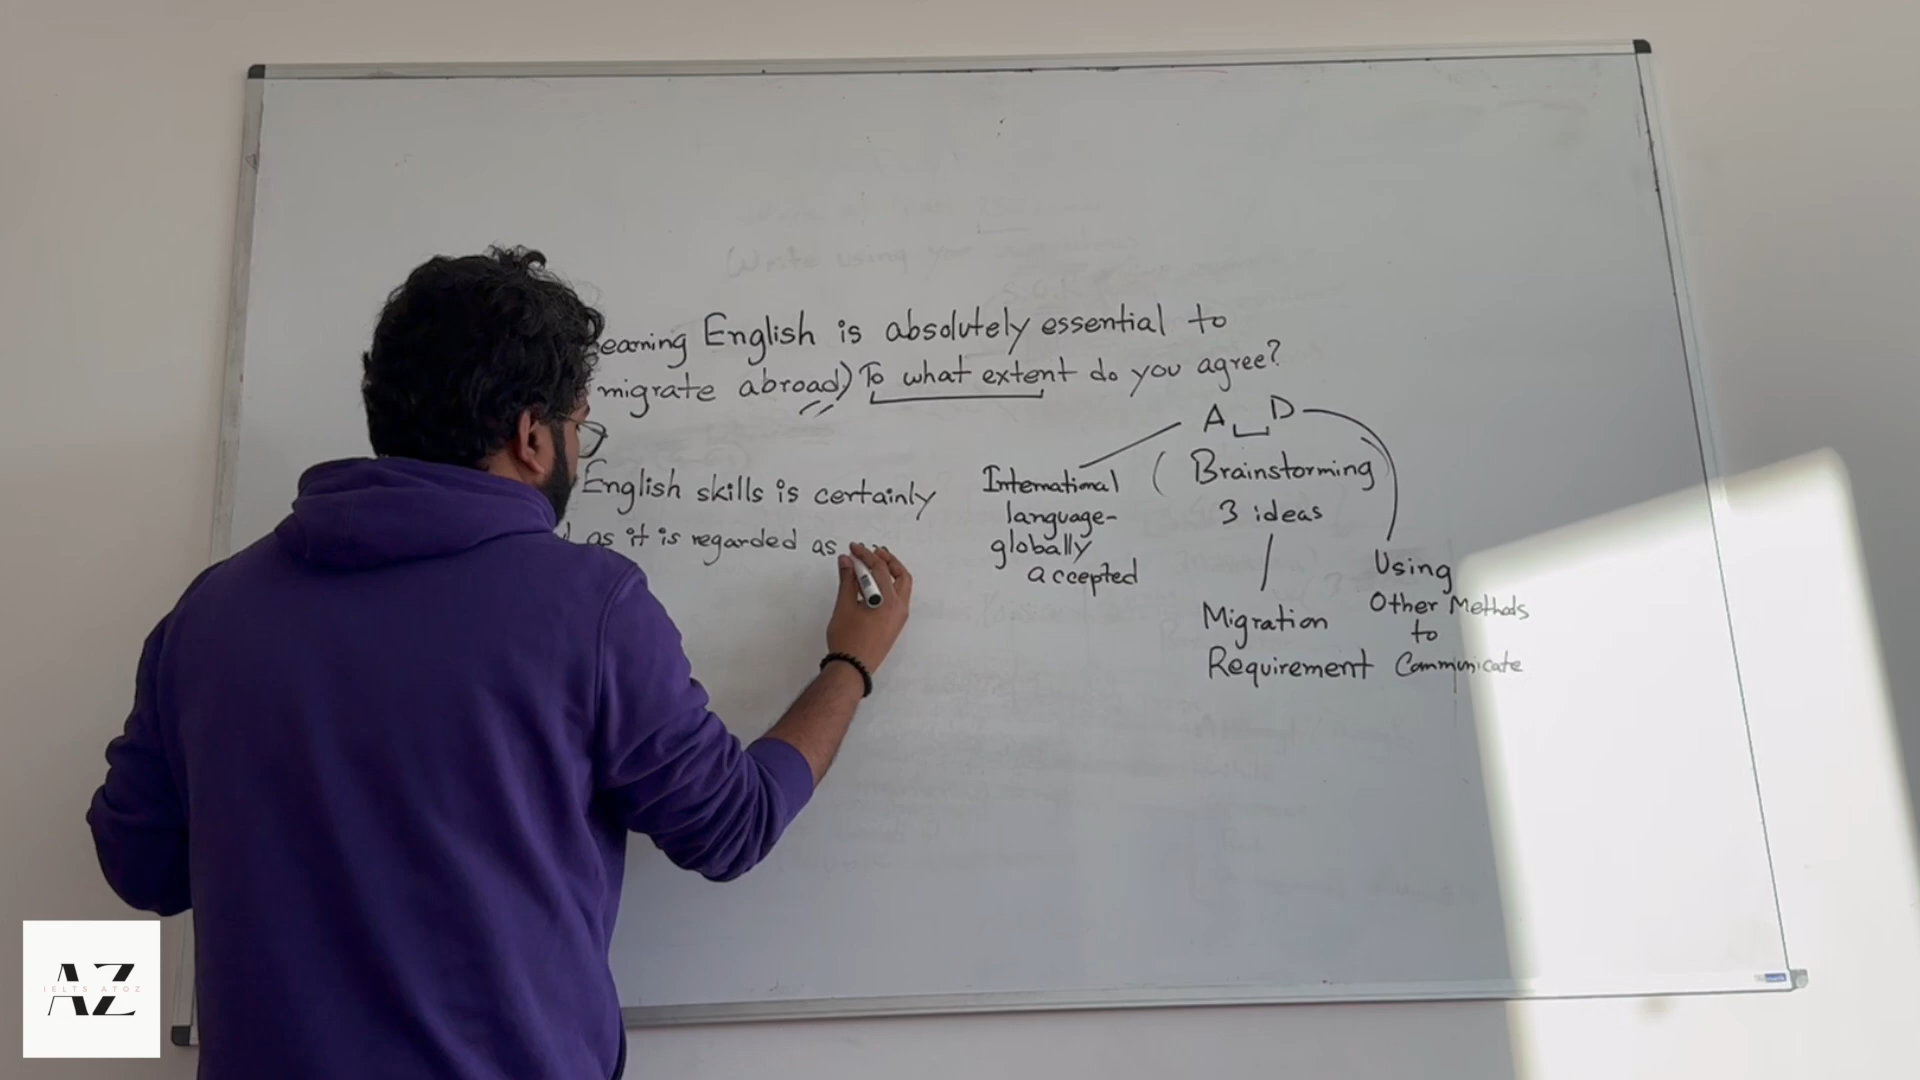 earning English is absolutely essential to
migrate abroad) To what extent do you agree?
A D
English skills is certainly
as it is regarded as
International
language-
globally
accepted
( Brainstorming
3 ideas
Migration
Requirement
Using
Other Methods
to
Communicate
AZ
IELTS ATOZ